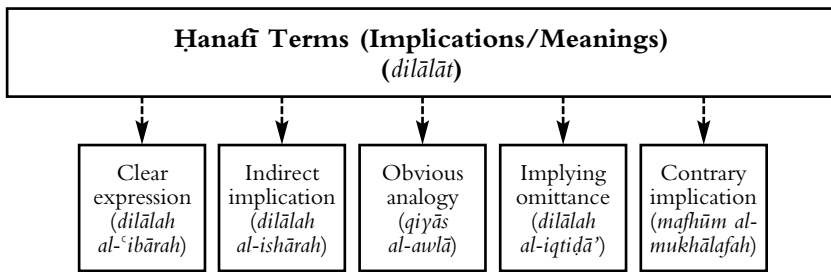 Ḥanafī Terms (Implications/Meanings)
(dilālāt)
Clear
expression
(dilālah
al-ʿibārah)
Indirect
implication
(dilālah
al-ishārah)
Obvious
analogy
(qiyās
al-awlā)
Implying
omittance
(dilālah
al-iqtiḍā’)
Contrary
implication
(mafhūm al-
mukhālafah)